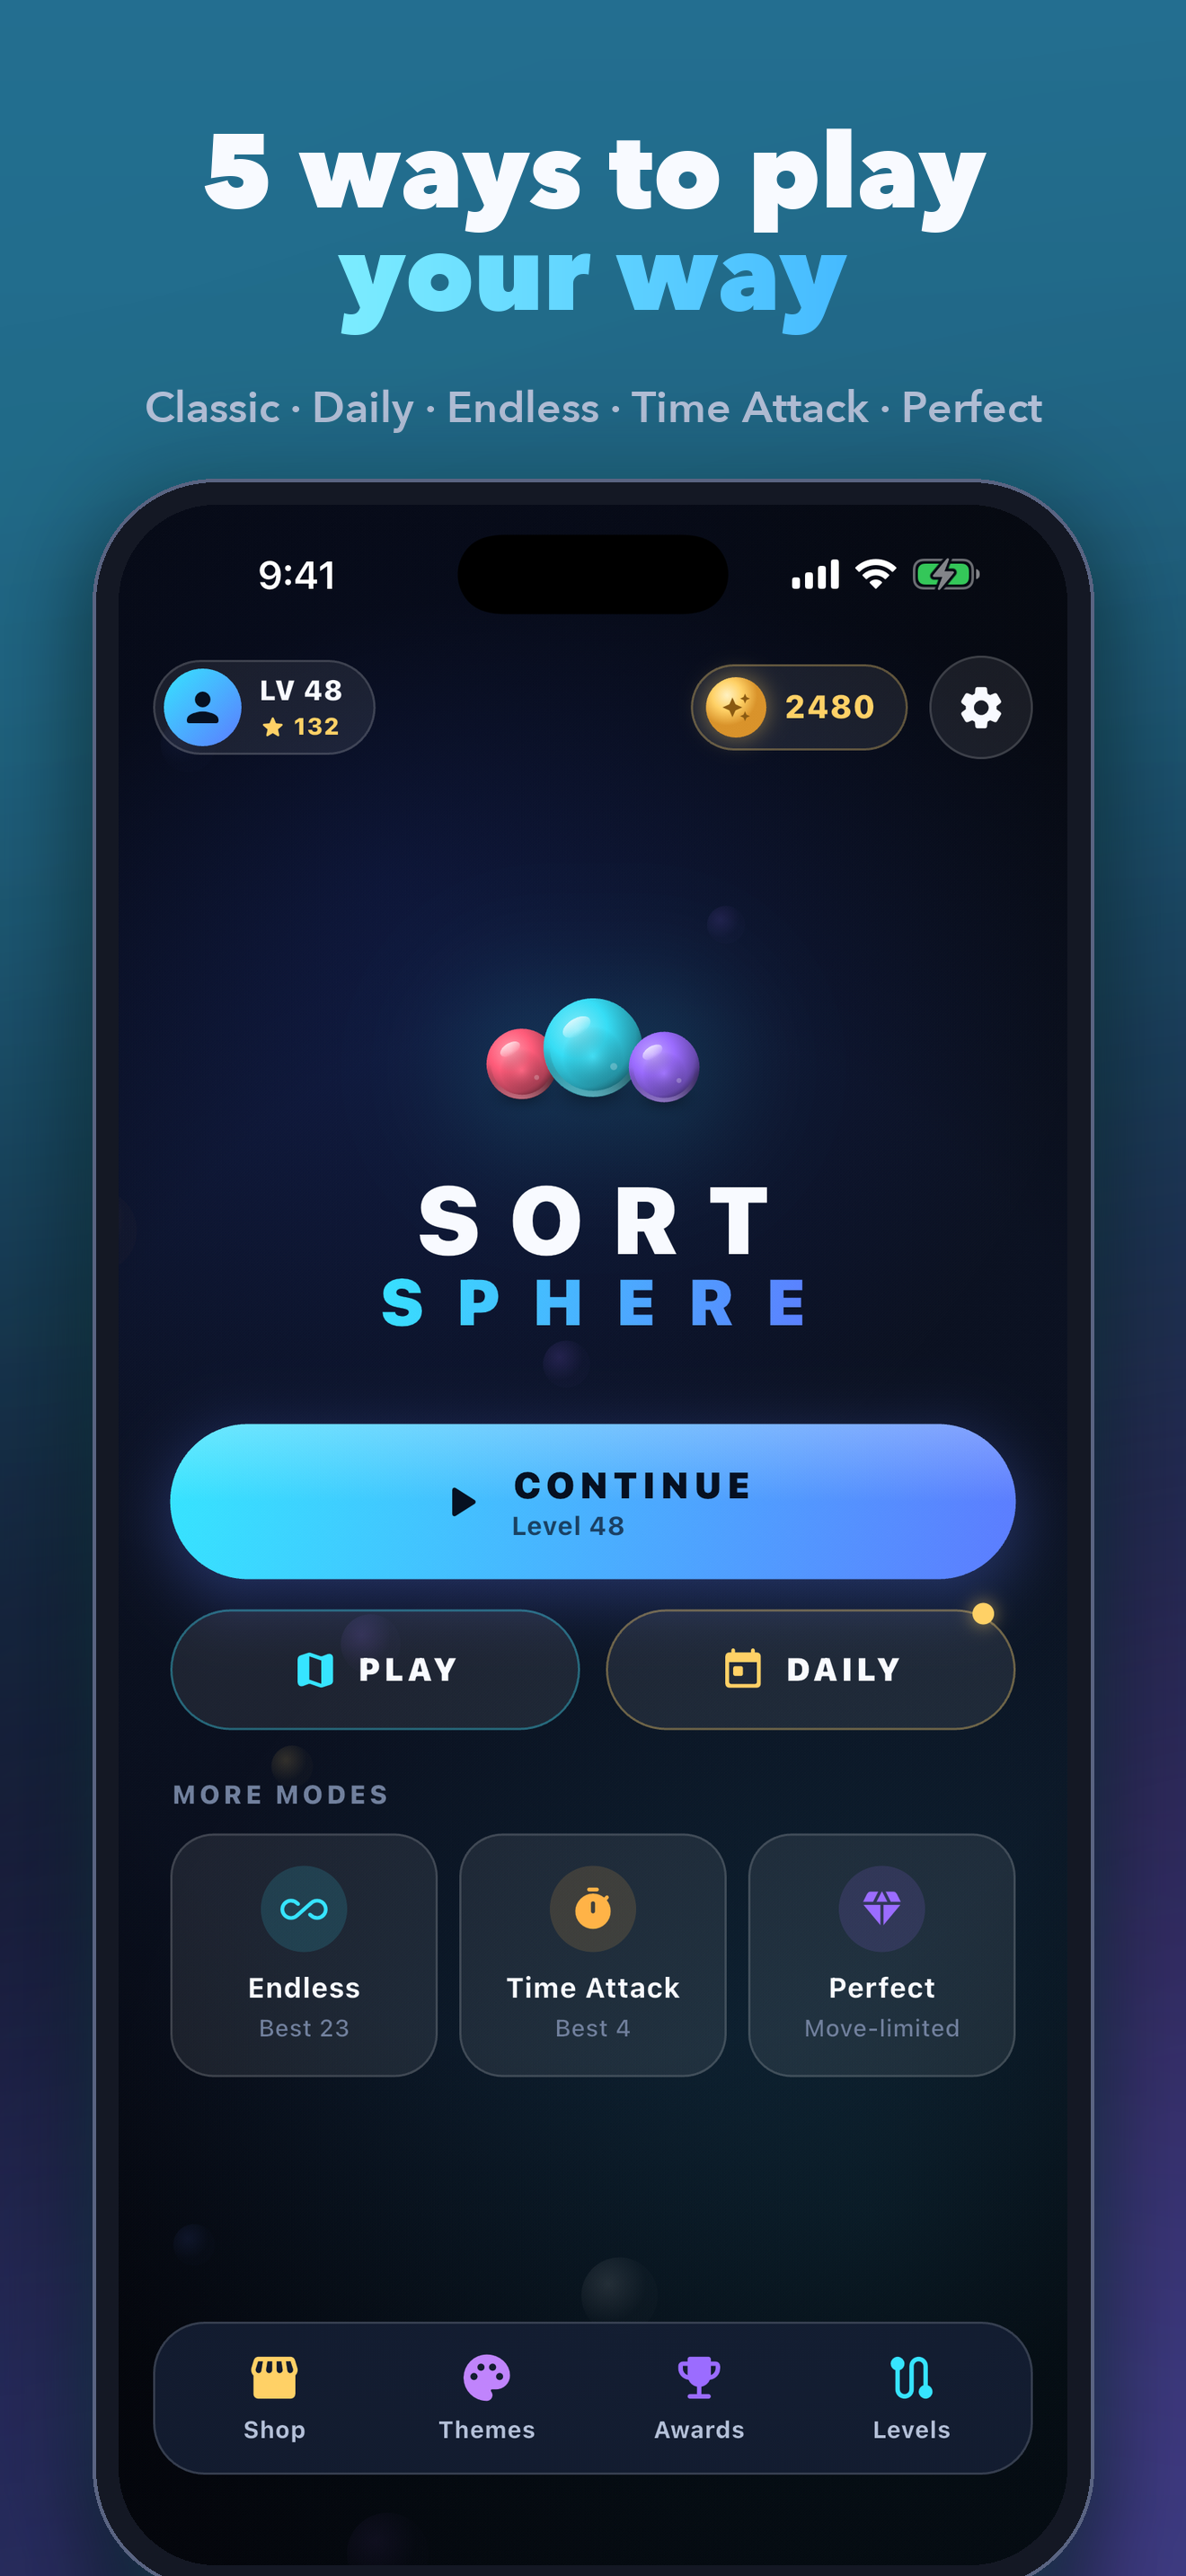 5 ways to play
your way
Classic · Daily · Endless · Time Attack · Perfect
9:41
LV 48
132
2480
SORT
SPHERE
CONTINUE
Level 48
PLAY
DAILY
MORE MODES
Endless
Time Attack
Perfect
Best 23
Best 4
Move-limited
Shop
Themes
Awards
Levels